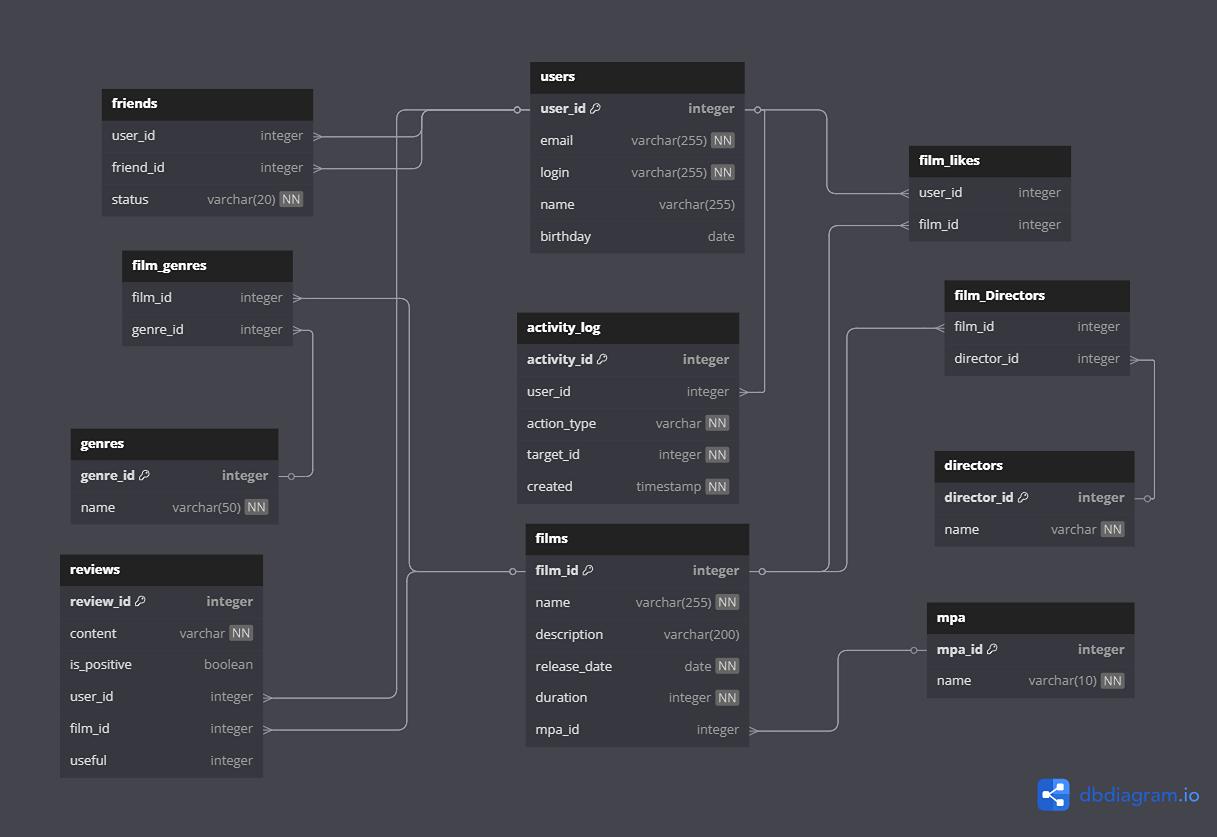 friends
user_id integer
friend_id integer
status varchar(20) NN
users
user_id integer
email varchar(255) NN
login varchar(255) NN
name varchar(255)
birthday date
film_likes
user_id integer
film_id integer
film_genres
film_id integer
genre_id integer
activity_log
activity_id integer
user_id integer
action_type varchar NN
target_id integer NN
created timestamp NN
film_Directors
film_id integer
director_id integer
genres
genre_id integer
name varchar(50) NN
directors
director_id integer
name varchar NN
reviews
review_id integer
content varchar NN
is_positive boolean
user_id integer
film_id integer
useful integer
films
film_id integer
name varchar(255) NN
description varchar(200)
release_date date NN
duration integer NN
mpa_id integer
mpa
mpa_id integer
name varchar(10) NN
dbdiagram.io